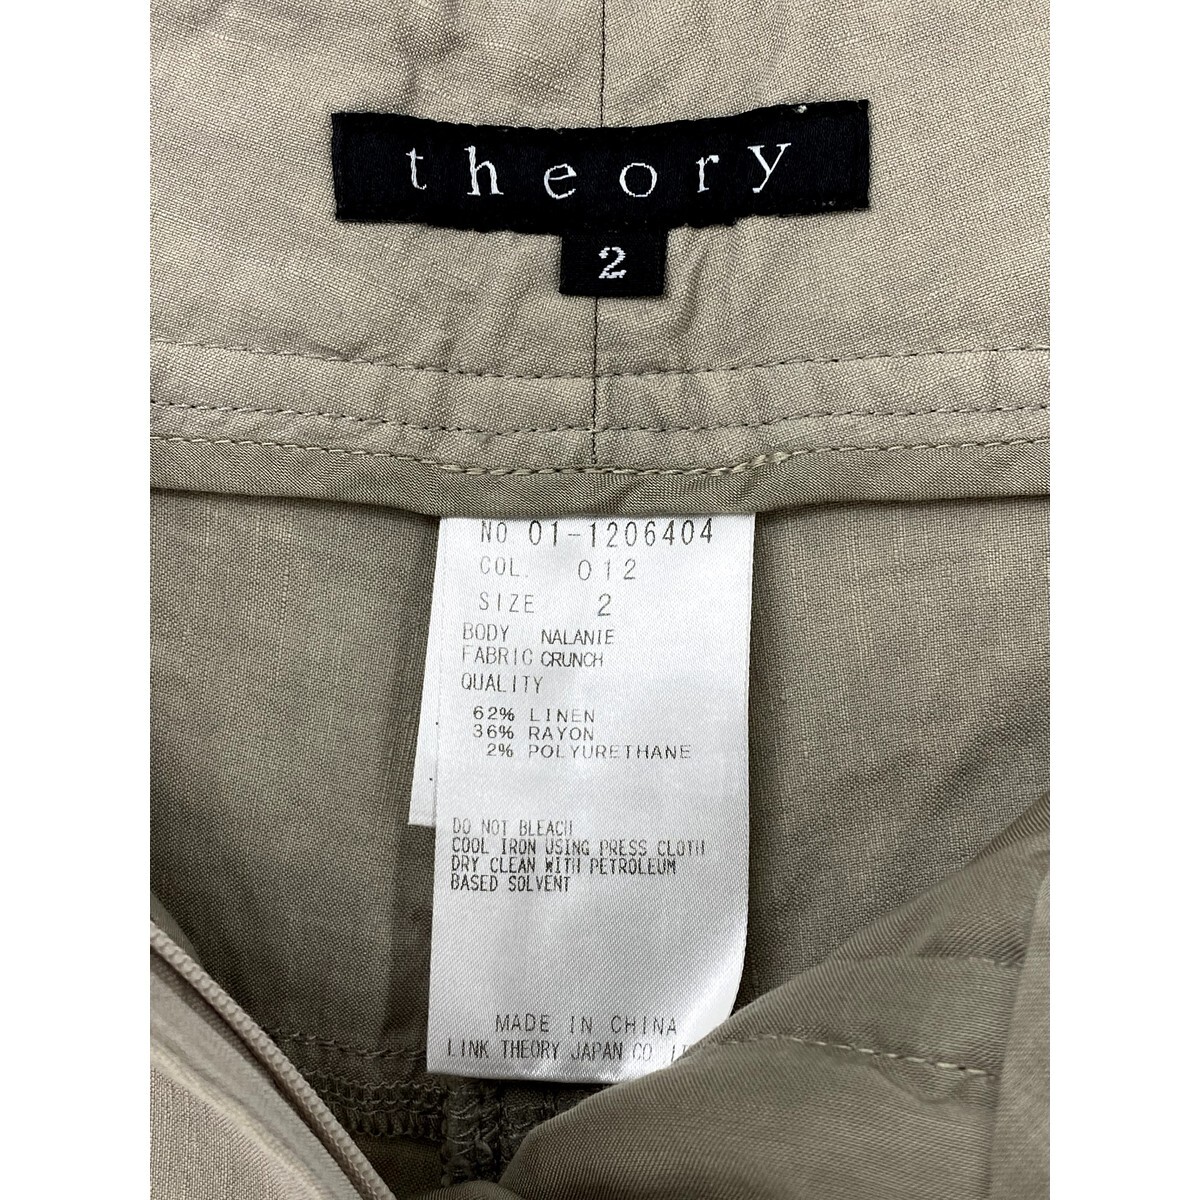 theory
2
NO 01-1206404
COL. 012
SIZE 2
BODY NALANIE
FABRIC CRUNCH
QUALITY
62% LINEN
36% RAYON
2% POLYURETHANE
DO NOT BLEACH
COOL IRON USING PRESS CLOTH
DRY CLEAN WITH PETROLEUM
BASED SOLVENT
MADE IN CHINA
LINK THEORY JAPAN CO